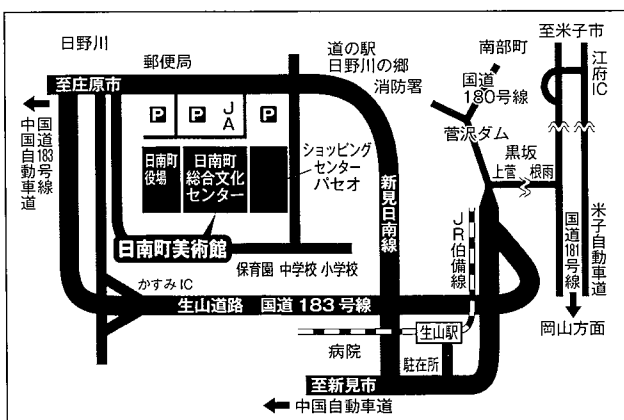 日野川
郵便局
道の駅
日野川の郷
消防署
南部町
国道
180号線
至米子市
江府IC
至庄原市
国道183号線
中国自動車道
P
P
JA
P
菅沢ダム
黒坂
上菅
根雨
日南町
役場
日南町
総合文化
センター
ショッピング
センター
パセオ
新見日南線
JR伯備線
国道181号線
米子自動車道
日南町美術館
保育園 中学校 小学校
かすみIC
生山道路 国道183号線
岡山方面
生山駅
病院
駐在所
至新見市
中国自動車道